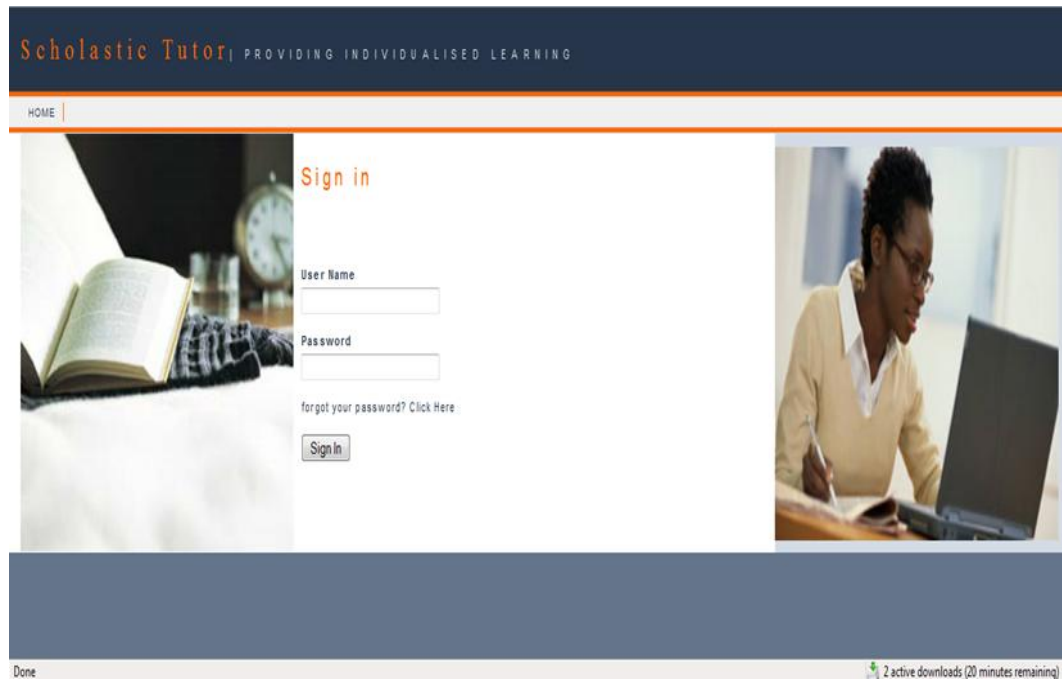 Scholastic Tutor| PROVIDING INDIVIDUALISED LEARNING
HOME
Sign in
User Name
Password
forgot your password? Click Here
Sign In
Done
2 active downloads (20 minutes remaining)